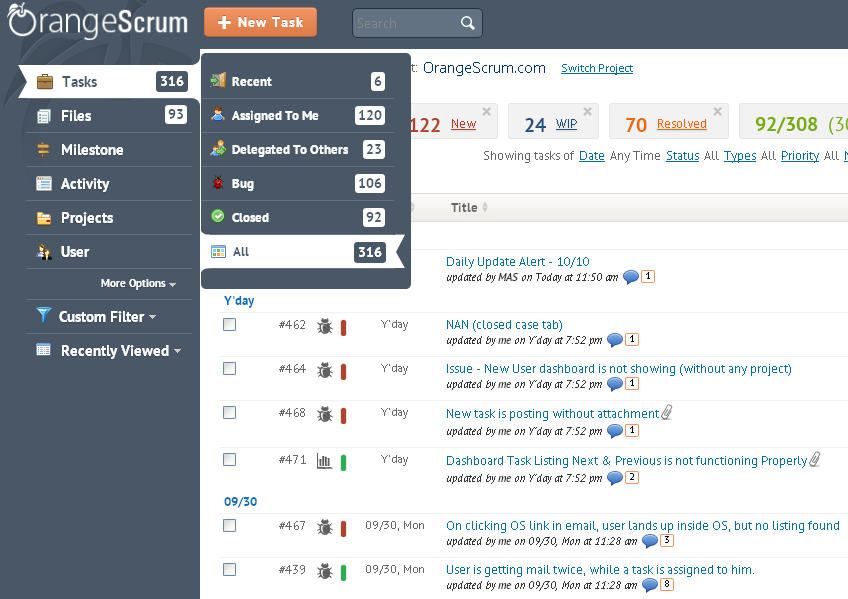 OrangeScrum
+ New Task
Search
Tasks 316
Files 93
Milestone
Activity
Projects
User
More Options
Custom Filter
Recently Viewed
Recent 6
Assigned To Me 120
Delegated To Others 23
Bug 106
Closed 92
All 316
t: OrangeScrum.com Switch Project
122 New
24 WIP
70 Resolved
92/308 (30
Showing tasks of Date Any Time Status All Types All Priority All
Title
Daily Update Alert - 10/10
updated by MAS on Today at 11:50 am 1
Y'day
#462 Y'day NAN (closed case tab)
updated by me on Y'day at 7:52 pm 1
#464 Y'day Issue - New User dashboard is not showing (without any project)
updated by me on Y'day at 7:52 pm 1
#468 Y'day New task is posting without attachment
updated by me on Y'day at 7:52 pm 1
#471 Y'day Dashboard Task Listing Next & Previous is not functioning Properly
updated by me on Y'day at 7:52 pm 2
09/30
#467 09/30, Mon On clicking OS link in email, user lands up inside OS, but no listing found
updated by me on 09/30, Mon at 11:28 am 3
#439 09/30, Mon User is getting mail twice, while a task is assigned to him.
updated by me on 09/30, Mon at 11:28 am 8